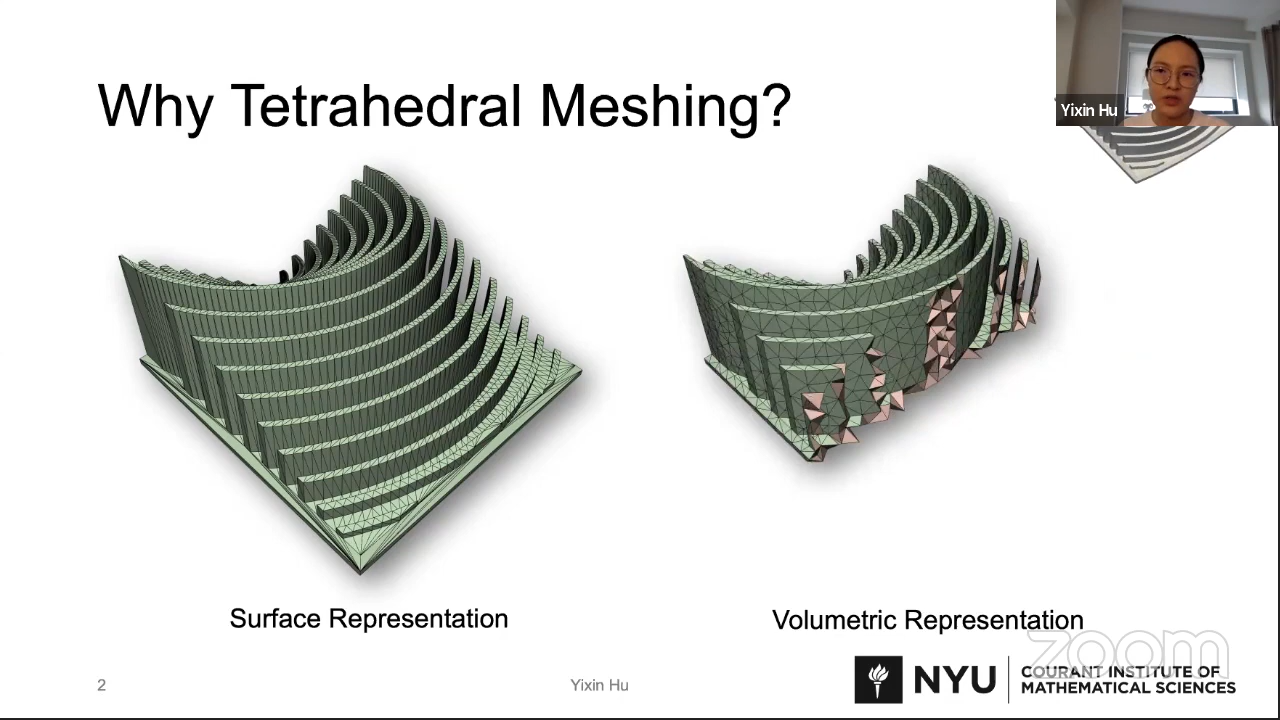 Why Tetrahedral Meshing?
Yixin Hu
Surface Representation
Volumetric Representation
zoom
2
Yixin Hu
NYU
COURANT INSTITUTE OF
MATHEMATICAL SCIENCES